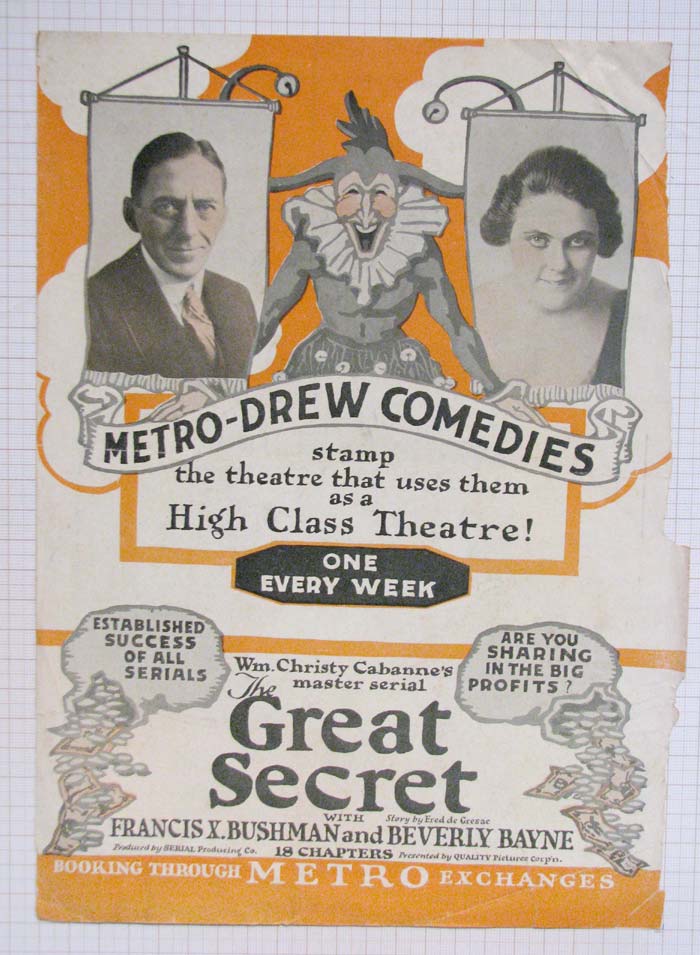 METRO-DREW COMEDIES
stamp
the theatre that uses them
as a
High Class Theatre!
ONE
EVERY WEEK
ESTABLISHED
SUCCESS
OF ALL
SERIALS
ARE YOU
SHARING
IN THE BIG
PROFITS?
Wm. Christy Cabanne's
master serial
The
Great
Secret
WITH
Story by Fred de Gresac
FRANCIS X. BUSHMAN and BEVERLY BAYNE
Produced by SERIAL Producing Co. 18 CHAPTERS Presented by QUALITY Pictures Corp'n.
BOOKING THROUGH METRO EXCHANGES